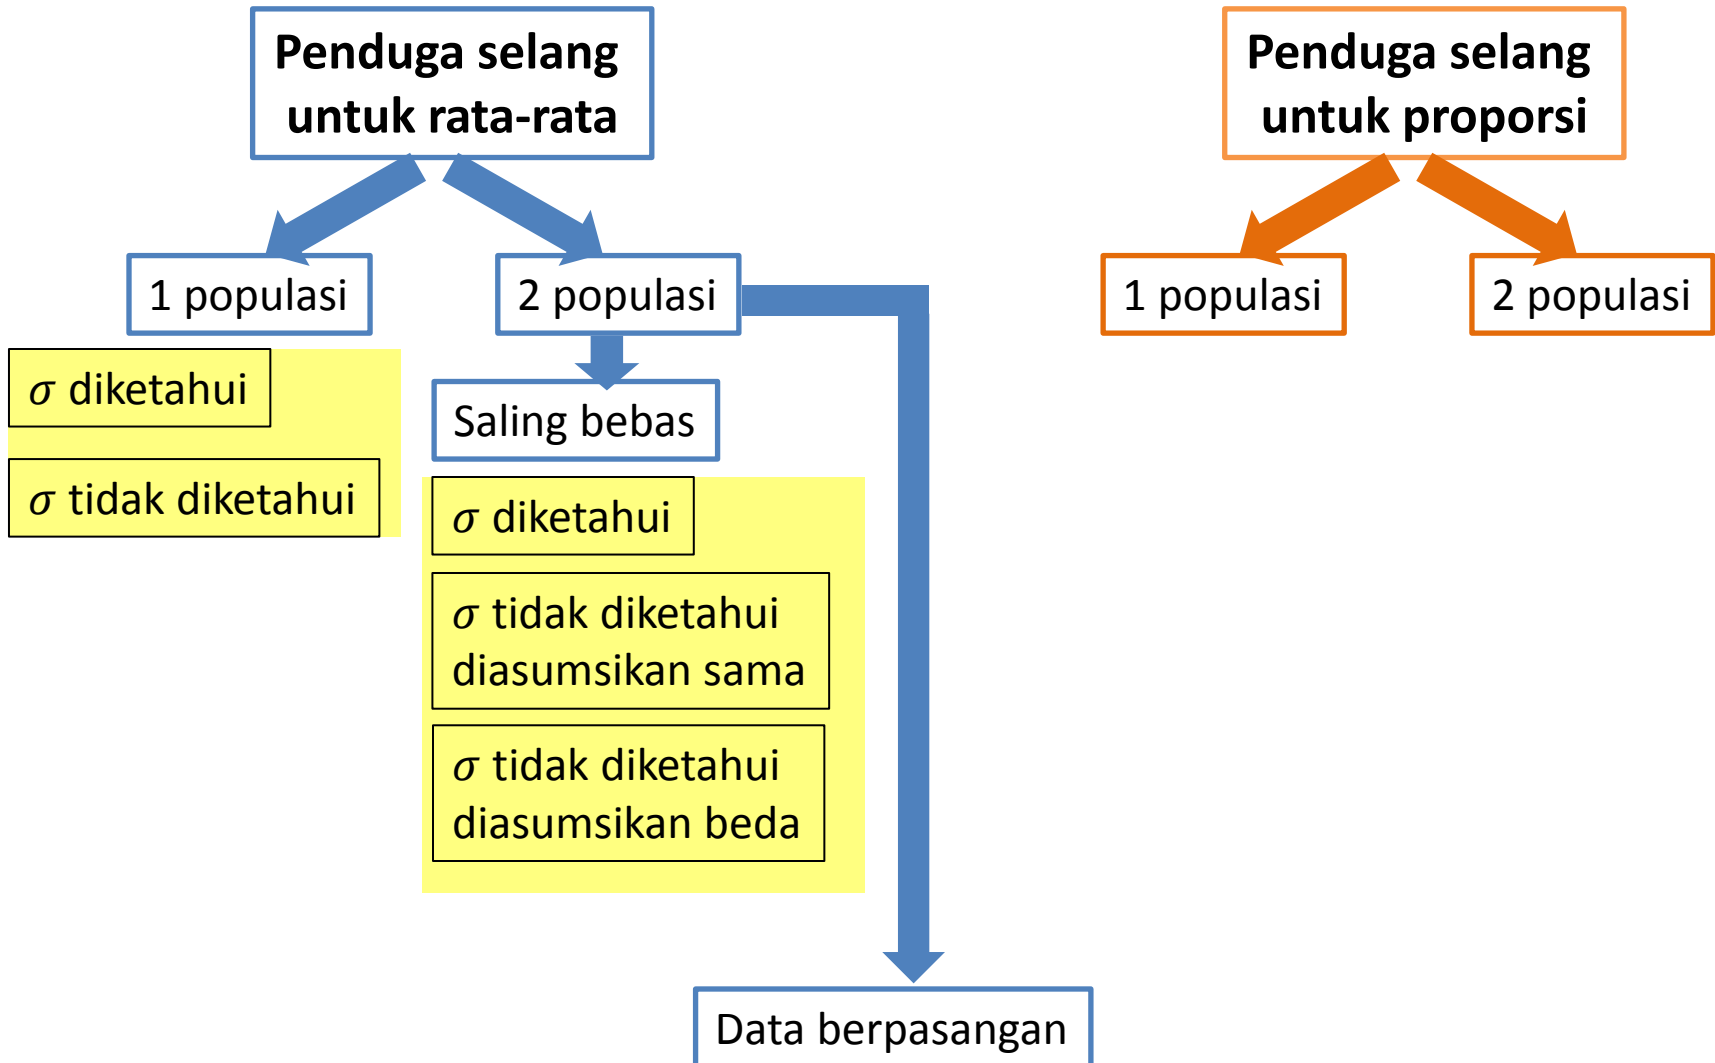 Penduga selang
untuk rata-rata
1 populasi
2 populasi
σ diketahui
σ tidak diketahui
Saling bebas
σ diketahui
σ tidak diketahui
diasumsikan sama
σ tidak diketahui
diasumsikan beda
Data berpasangan
Penduga selang
untuk proporsi
1 populasi
2 populasi